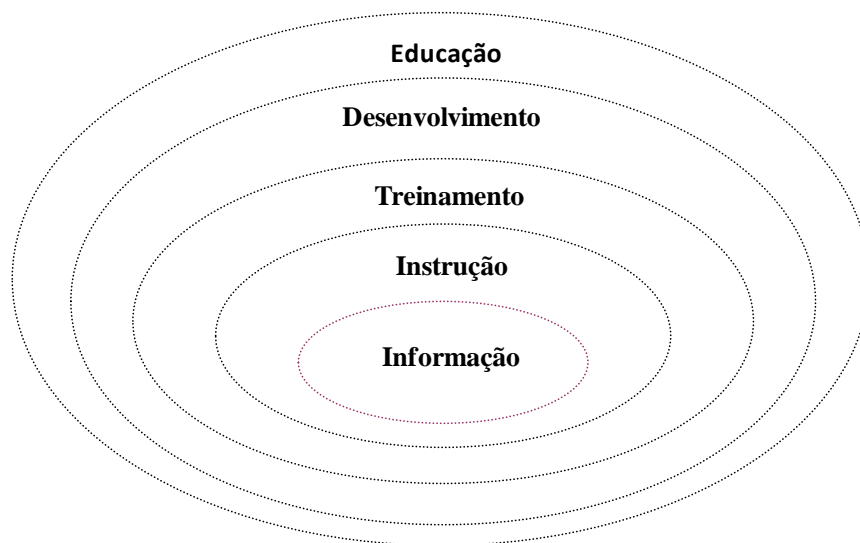 Educação
Desenvolvimento
Treinamento
Instrução
Informação